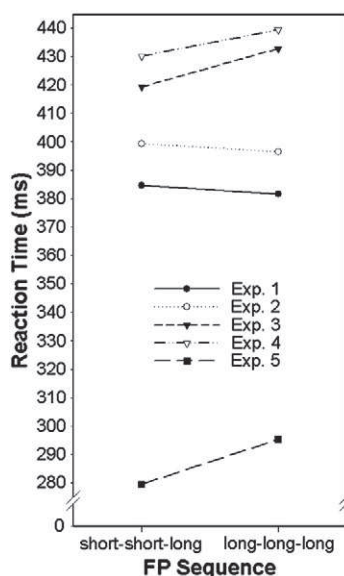 440
430
420
410
400
390
380
370
360
350
340
330
320
310
300
290
280
0
Reaction Time (ms)
Exp. 1
Exp. 2
Exp. 3
Exp. 4
Exp. 5
short-short-long long-long-long
FP Sequence